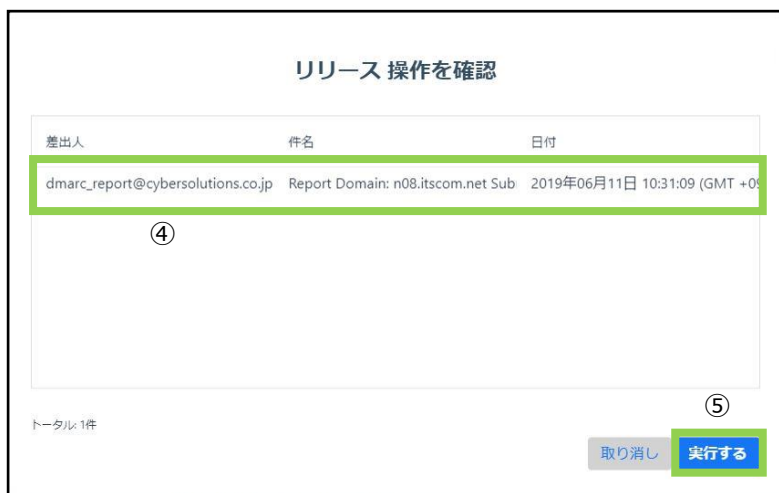 リリース 操作を確認
差出人 件名 日付
dmarc_report@cybersolutions.co.jp Report Domain: n08.itscom.net Sub 2019年06月11日 10:31:09 (GMT +09
④
⑤
トータル: 1件
取り消し 実行する